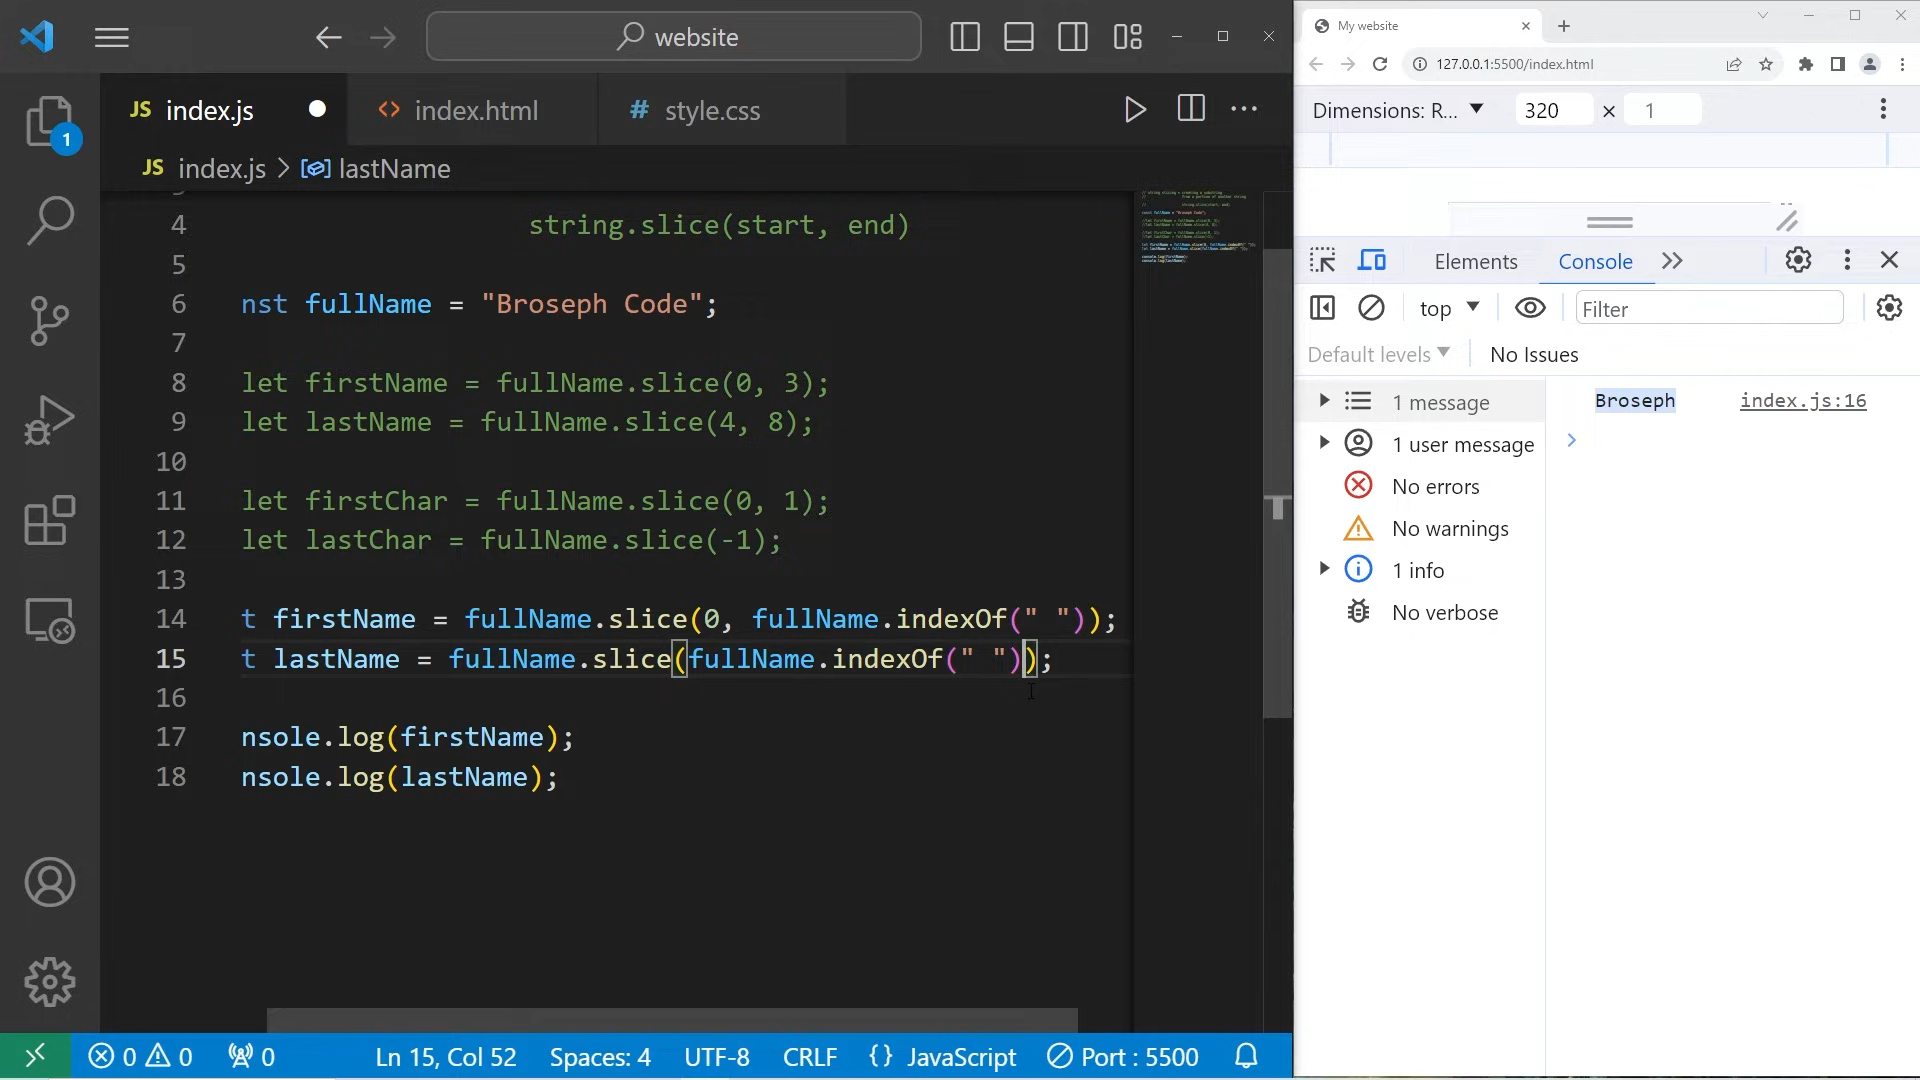 website
My website
127.0.0.1:5500/index.html
JS index.js
<> index.html
# style.css
Dimensions: R... 320 × 1
JS index.js > lastName
Elements Console
top Filter
Default levels No Issues
1 message
1 user message
No errors
No warnings
1 info
No verbose
Broseph index.js:16
4 string.slice(start, end)
5
6 nst fullName = "Broseph Code";
7
8 let firstName = fullName.slice(0, 3);
9 let lastName = fullName.slice(4, 8);
10
11 let firstChar = fullName.slice(0, 1);
12 let lastChar = fullName.slice(-1);
13
14 t firstName = fullName.slice(0, fullName.indexOf(" "));
15 t lastName = fullName.slice(fullName.indexOf(" "));
16
17 nsole.log(firstName);
18 nsole.log(lastName);
1
0 0 0 Ln 15, Col 52 Spaces: 4 UTF-8 CRLF {} JavaScript Port : 5500